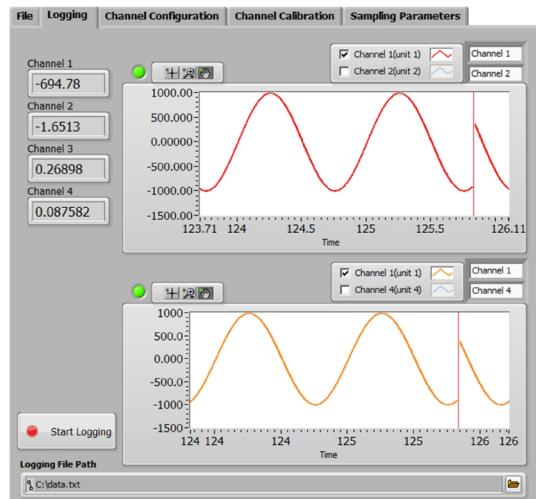 File Logging Channel Configuration Channel Calibration Sampling Parameters
Channel 1
-694.78
Channel 2
-1.6513
Channel 3
0.26898
Channel 4
0.087582
Channel 1(unit 1) Channel 1
Channel 2(unit 2) Channel 2
1000.00
500.000
0.00000
-500.000
-1000.00
-1500.00
123.71 124 124.5 125 125.5 126.11
Time
Channel 1(unit 1) Channel 1
Channel 4(unit 4) Channel 4
1000
500.0
0.000
-500.0
-1000
-1500
124 124 124 125 125 126 126
Time
Start Logging
Logging File Path
C:\data.txt